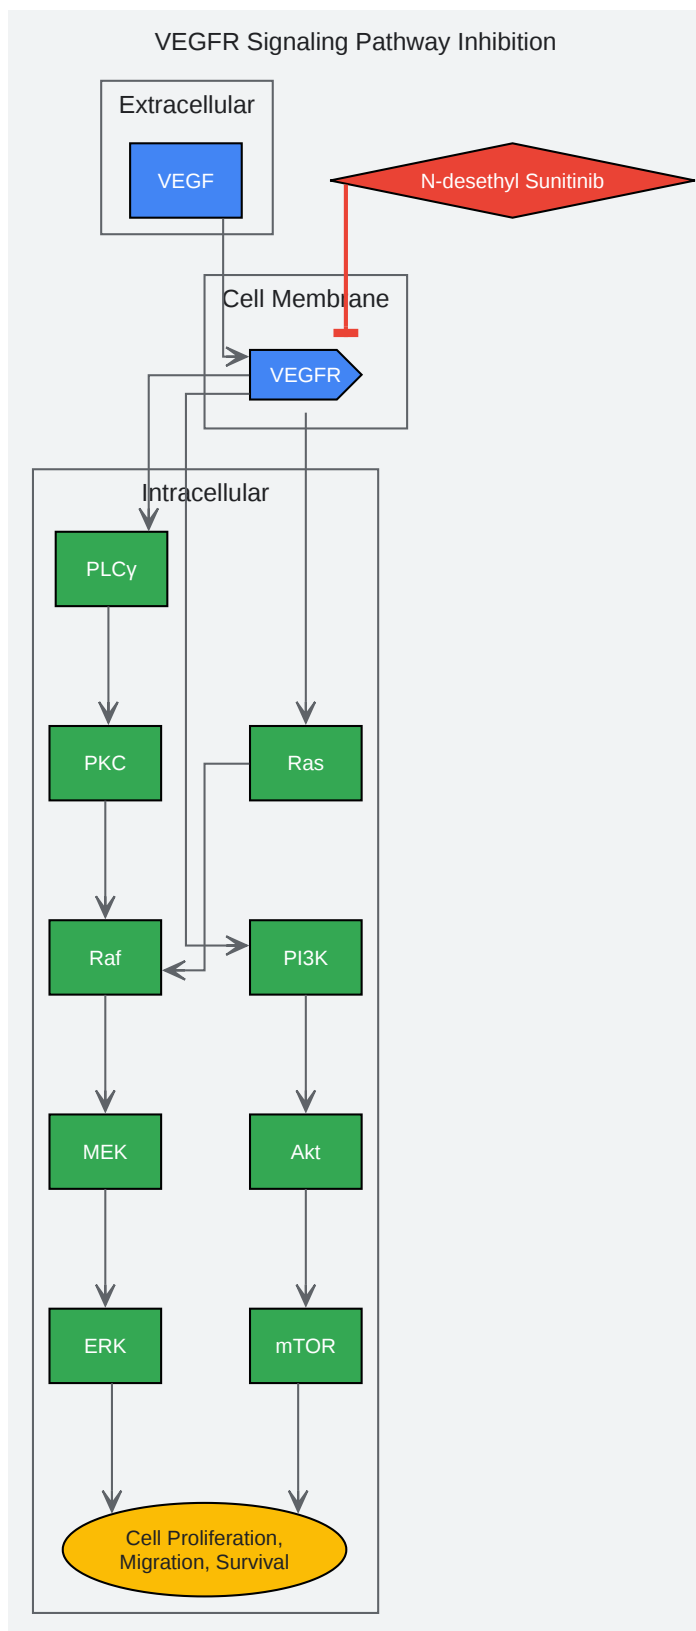 VEGFR Signaling Pathway Inhibition
Extracellular
VEGF
N-desethyl Sunitinib
Cell Membrane
VEGFR
Intracellular
PLCγ
PKC
Ras
Raf
PI3K
MEK
Akt
ERK
mTOR
Cell Proliferation,
Migration, Survival